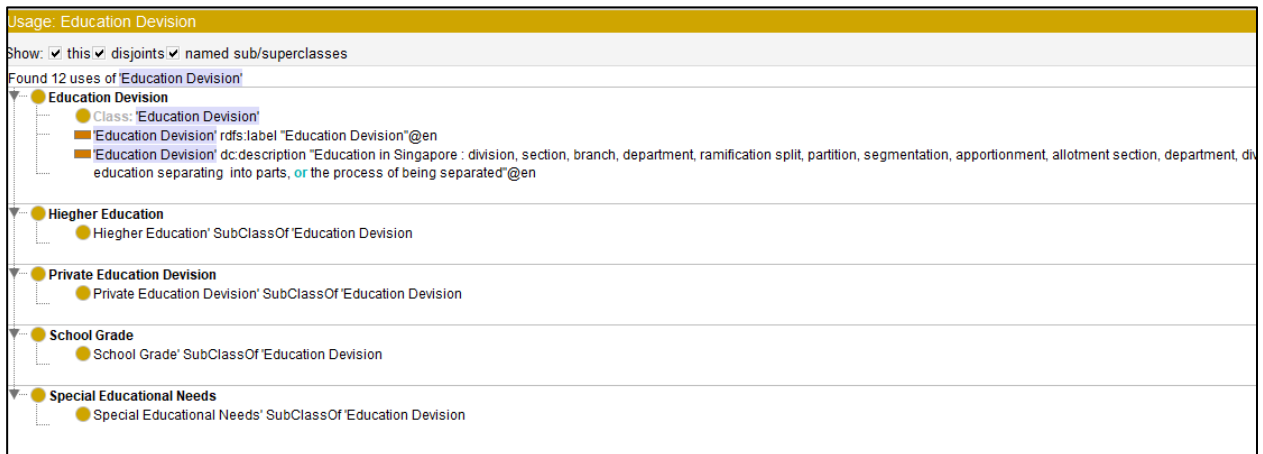 Usage: Education Devision
Show: this disjoints named sub/superclasses
Found 12 uses of 'Education Devision'
Education Devision
Class: 'Education Devision'
'Education Devision' rdfs:label "Education Devision"@en
'Education Devision' dc:description "Education in Singapore : division, section, branch, department, ramification split, partition, segmentation, apportionment, allotment section, department,
education separating into parts, or the process of being separated"@en
Hiegher Education
Hiegher Education' SubClassOf 'Education Devision
Private Education Devision
Private Education Devision' SubClassOf 'Education Devision
School Grade
School Grade' SubClassOf 'Education Devision
Special Educational Needs
Special Educational Needs' SubClassOf 'Education Devision